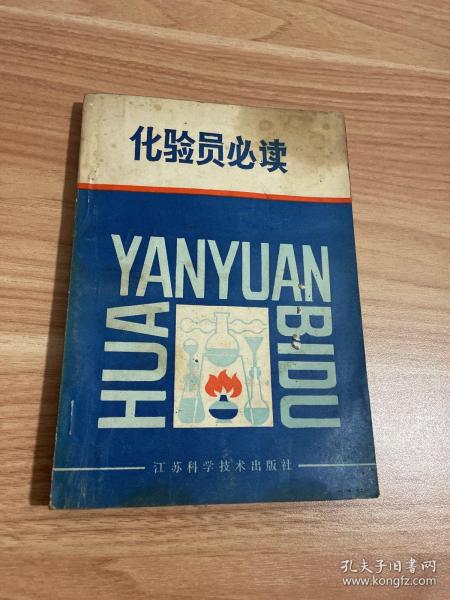 化验员必读
HUA
YANYUAN
BIDU
江苏科学技术出版社
孔夫子旧书网
www.kongfz.com